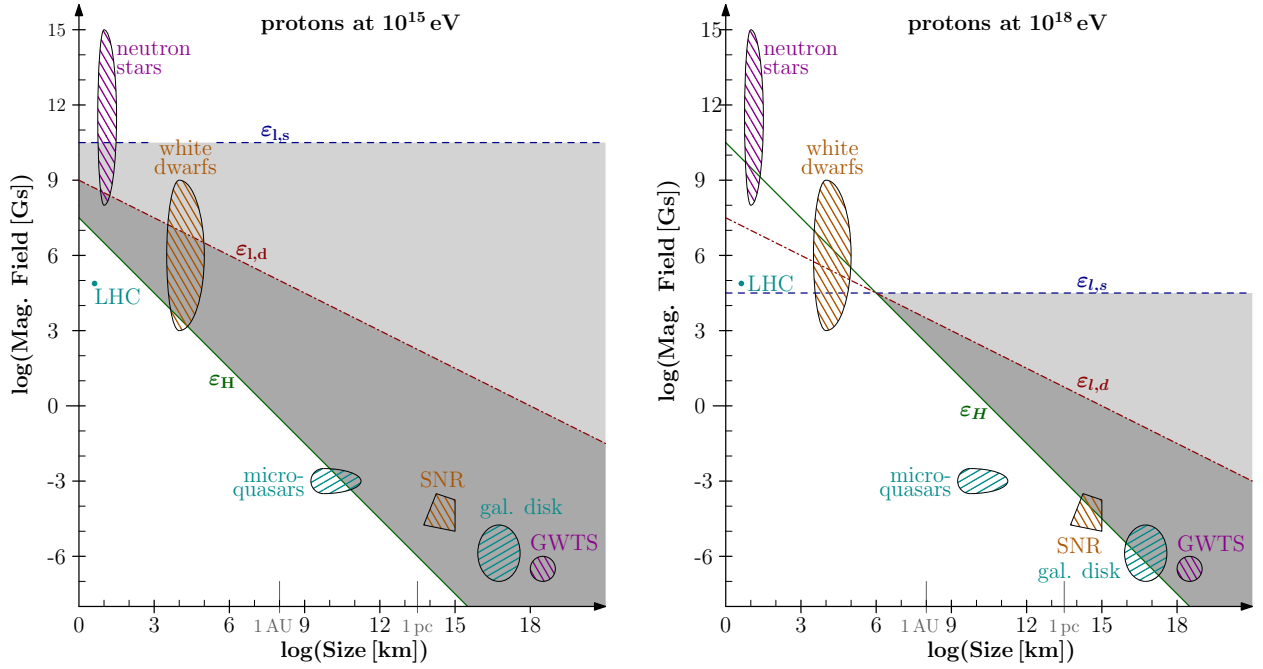 protons at 10¹⁵ eV
log(Mag. Field [Gs])
15
12
9
6
3
0
-3
-6
neutron
stars
ε_l,s
white
dwarfs
ε_l,d
LHC
ε_H
micro-
quasars
SNR
gal. disk
GWTS
0
3
6
1 AU
9
12
1 pc
15
18
log(Size [km])
protons at 10¹⁸ eV
log(Mag. Field [Gs])
15
12
9
6
3
0
-3
-6
neutron
stars
white
dwarfs
LHC
ε_l,s
ε_l,d
ε_H
micro-
quasars
SNR
gal. disk
GWTS
0
3
6
1 AU
9
12
1 pc
15
18
log(Size [km])